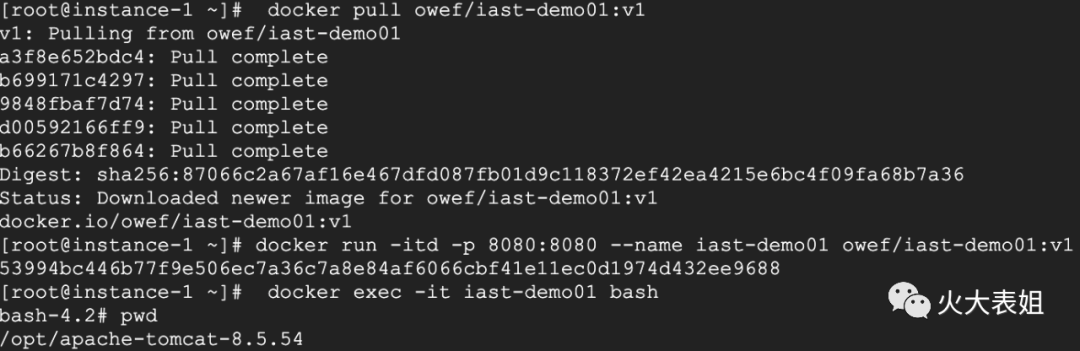 [root@instance-1 ~]#  docker pull owef/iast-demo01:v1
v1: Pulling from owef/iast-demo01
a3f8e652bdc4: Pull complete
b699171c4297: Pull complete
9848fbaf7d74: Pull complete
d00592166ff9: Pull complete
b66267b8f864: Pull complete
Digest: sha256:87066c2a67af16e467dfd087fb01d9c118372ef42ea4215e6bc4f09fa68b7a36
Status: Downloaded newer image for owef/iast-demo01:v1
docker.io/owef/iast-demo01:v1
[root@instance-1 ~]# docker run -itd -p 8080:8080 --name iast-demo01 owef/iast-demo01:v1
53994bc446b77f9e506ec7a36c7a8e84af6066cbf41e11ec0d1974d432ee9688
[root@instance-1 ~]#  docker exec -it iast-demo01 bash
bash-4.2# pwd
/opt/apache-tomcat-8.5.54
火大表姐